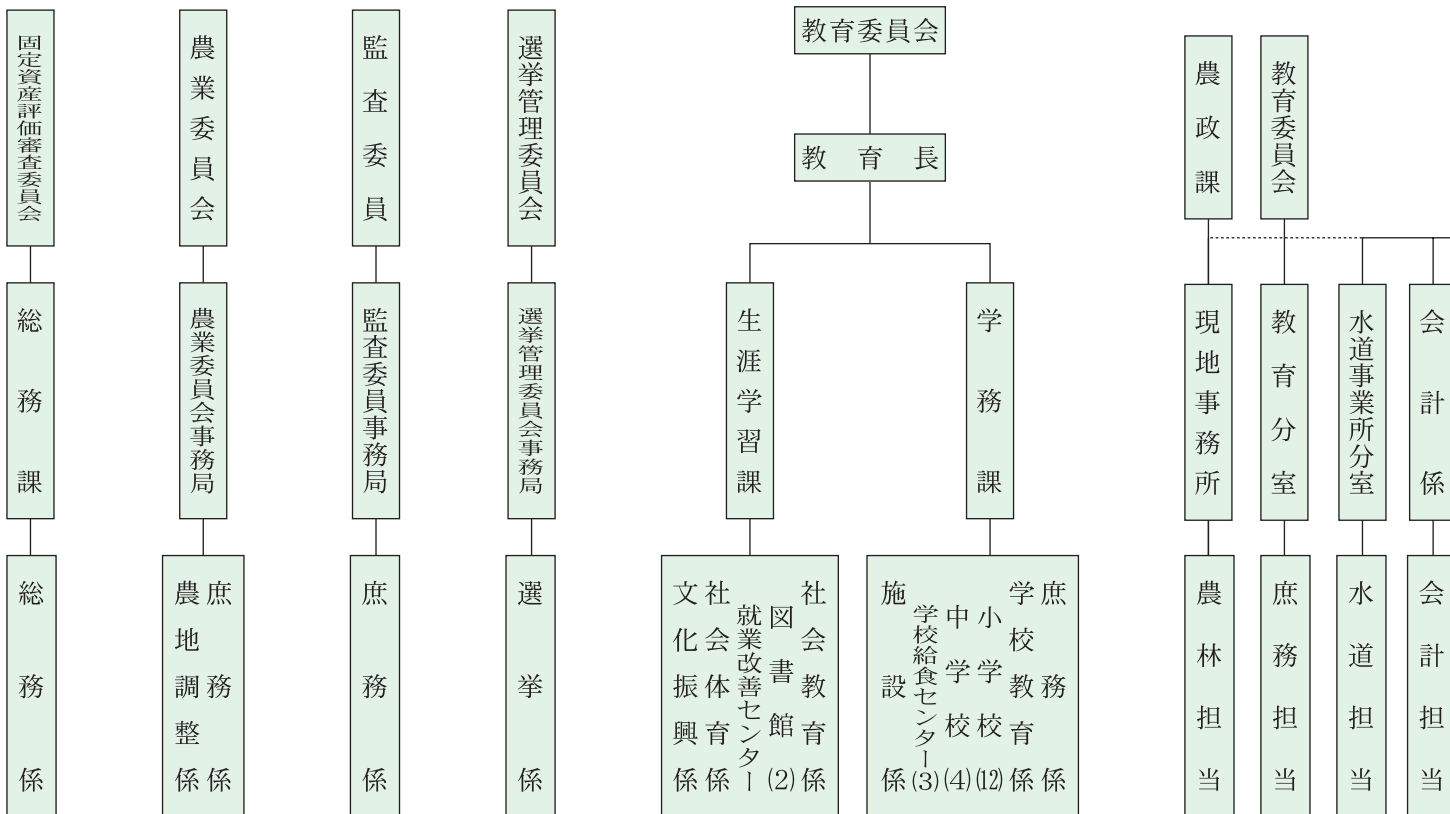 固定資産評価審査委員会
総務課
総務係
農業委員会
農業委員会事務局
庶務係
農地調整係
監査委員
監査委員事務局
庶務係
選挙管理委員会
選挙管理委員会事務局
選挙係
教育委員会
教育長
生涯学習課
社会教育係
図書館(2)
就業改善センター
社会体育係
文化振興係
学務課
庶務係
学校教育係
小学校(12)
中学校(4)
学校給食センター(3)
施設係
農政課
現地事務所
農林担当
教育委員会
教育分室
庶務担当
水道事業所分室
水道担当
会計係
会計担当